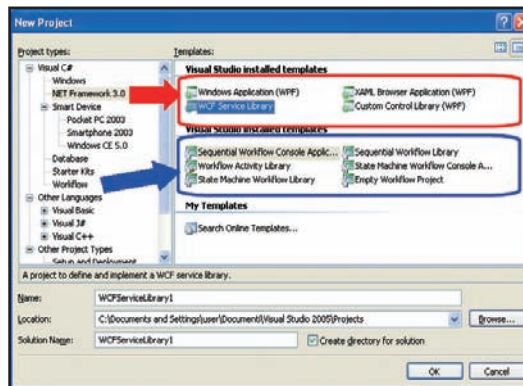 New Project
Project types:
Templates:
Visual C#
Windows
NET Framework 3.0
Smart Device
Pocket PC 2003
Smartphone 2003
Windows CE 5.0
Database
Starter Kits
Workflow
Other Languages
Visual Basic
Visual J#
Visual C++
Other Project Types
Setup and Deployment
Visual Studio installed templates
Windows Application (WPF)
XAML Browser Application (WPF)
WCF Service Library
Custom Control Library (WPF)
Visual Studio installed templates
Sequential Workflow Console Applic...
Sequential Workflow Library
Workflow Activity Library
State Machine Workflow Console A...
State Machine Workflow Library
Empty Workflow Project
My Templates
Search Online Templates...
A project to define and implement a WCF service library.
Name:
WCFServiceLibrary1
Location:
C:\Documents and Settings\user\Documenti\Visual Studio 2005\Projects
Browse...
Solution Name:
WCFServiceLibrary1
Create directory for solution
OK
Cancel